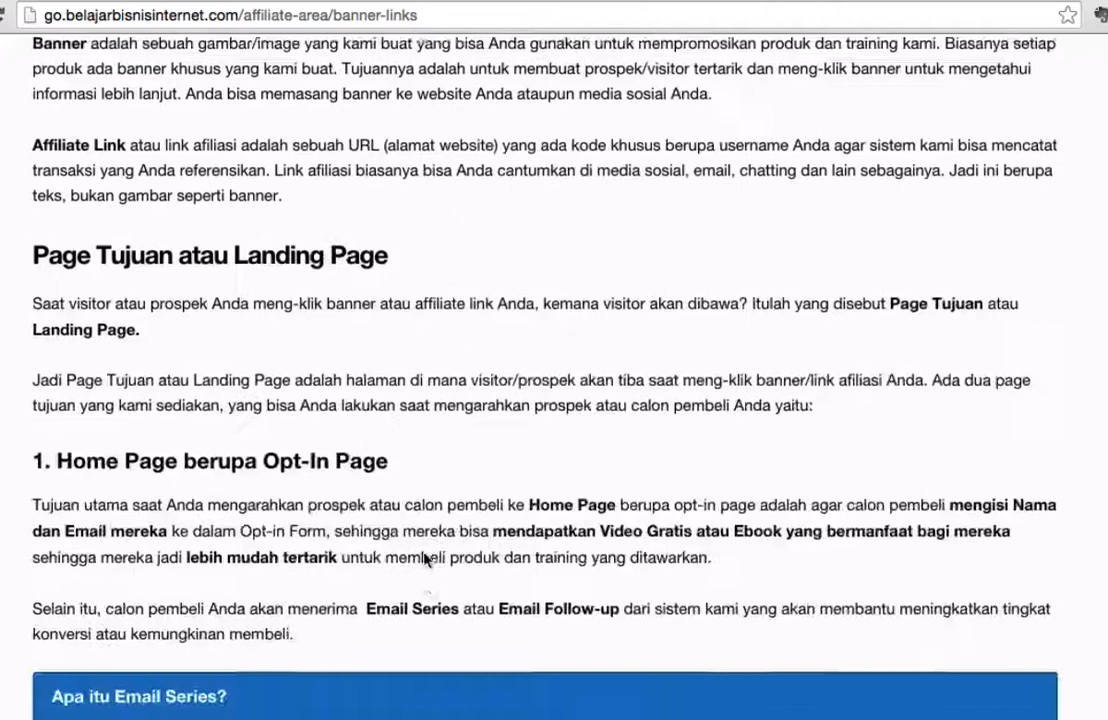 go.belajarbisnisinternet.com/affiliate-area/banner-links
Banner adalah sebuah gambar/image yang kami buat yang bisa Anda gunakan untuk mempromosikan produk dan training kami. Biasanya setiap
produk ada banner khusus yang kami buat. Tujuannya adalah untuk membuat prospek/visitor tertarik dan meng-klik banner untuk mengetahui
informasi lebih lanjut. Anda bisa memasang banner ke website Anda ataupun media sosial Anda.
Affiliate Link atau link afiliasi adalah sebuah URL (alamat website) yang ada kode khusus berupa username Anda agar sistem kami bisa mencatat
transaksi yang Anda referensikan. Link afiliasi biasanya bisa Anda cantumkan di media sosial, email, chatting dan lain sebagainya. Jadi ini berupa
teks, bukan gambar seperti banner.
Page Tujuan atau Landing Page
Saat visitor atau prospek Anda meng-klik banner atau affiliate link Anda, kemana visitor akan dibawa? Itulah yang disebut Page Tujuan atau
Landing Page.
Jadi Page Tujuan atau Landing Page adalah halaman di mana visitor/prospek akan tiba saat meng-klik banner/link afiliasi Anda. Ada dua page
tujuan yang kami sediakan, yang bisa Anda lakukan saat mengarahkan prospek atau calon pembeli Anda yaitu:
1. Home Page berupa Opt-In Page
Tujuan utama saat Anda mengarahkan prospek atau calon pembeli ke Home Page berupa opt-in page adalah agar calon pembeli mengisi Nama
dan Email mereka ke dalam Opt-in Form, sehingga mereka bisa mendapatkan Video Gratis atau Ebook yang bermanfaat bagi mereka
sehingga mereka jadi lebih mudah tertarik untuk membeli produk dan training yang ditawarkan.
Selain itu, calon pembeli Anda akan menerima Email Series atau Email Follow-up dari sistem kami yang akan membantu meningkatkan tingkat
konversi atau kemungkinan membeli.
Apa itu Email Series?